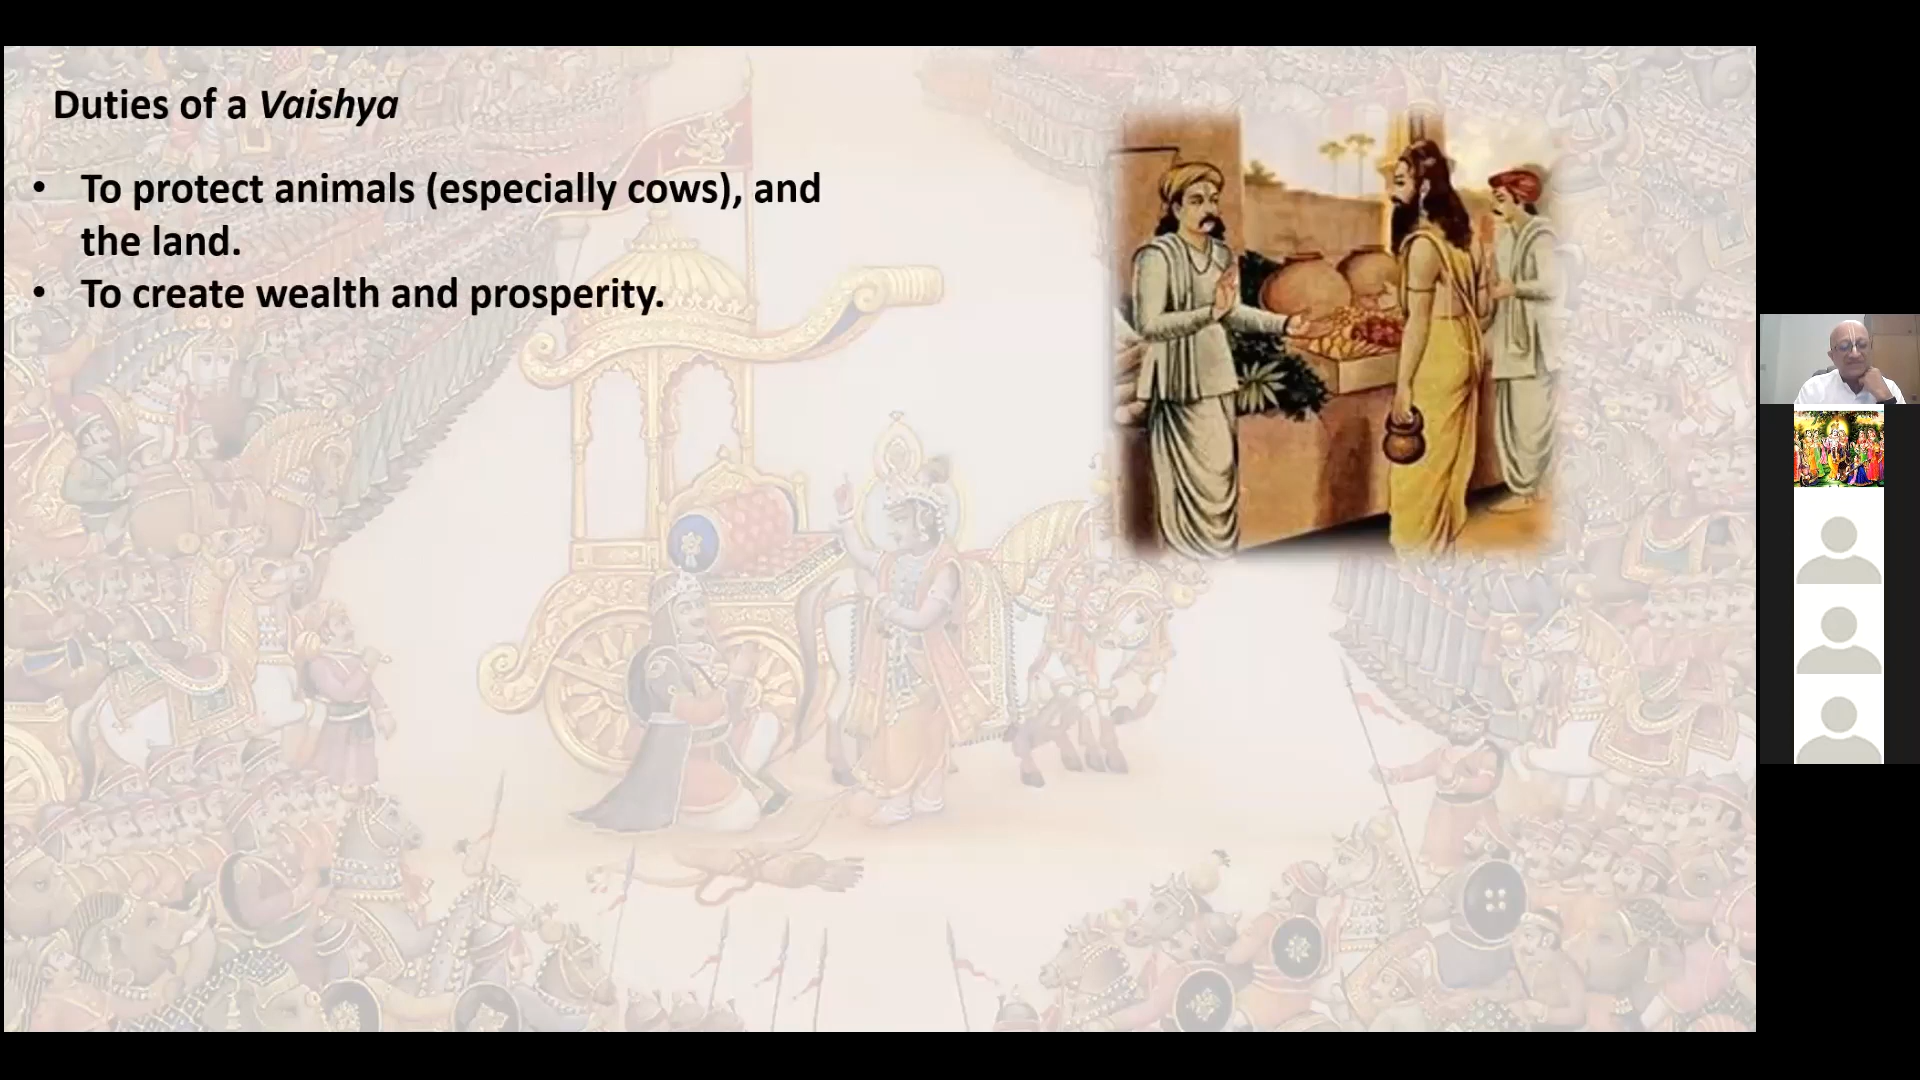 Duties of a Vaishya
• To protect animals (especially cows), and
the land.
• To create wealth and prosperity.